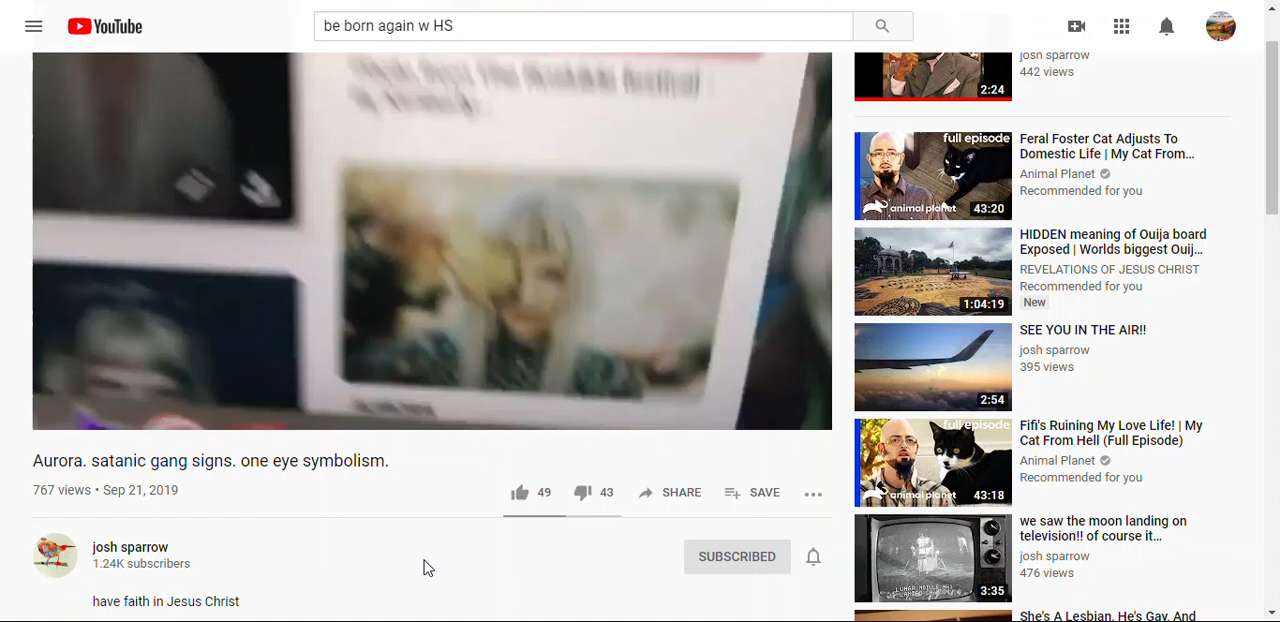 YouTube
be born again w HS
josh sparrow
442 views
2:24
full episode
animal planet
43:20
Feral Foster Cat Adjusts To
Domestic Life | My Cat From...
Animal Planet
Recommended for you
1:04:19
HIDDEN meaning of Ouija board
Exposed | Worlds biggest Ouij...
REVELATIONS OF JESUS CHRIST
Recommended for you
New
2:54
SEE YOU IN THE AIR!!
josh sparrow
395 views
full episode
animal planet
43:18
Fifi's Ruining My Love Life! | My
Cat From Hell (Full Episode)
Animal Planet
Recommended for you
3:35
we saw the moon landing on
television!! of course it...
josh sparrow
476 views
She's A Lesbian, He's Gay, And
Aurora. satanic gang signs. one eye symbolism.
767 views • Sep 21, 2019
49
43
SHARE
SAVE
josh sparrow
1.24K subscribers
SUBSCRIBED
have faith in Jesus Christ